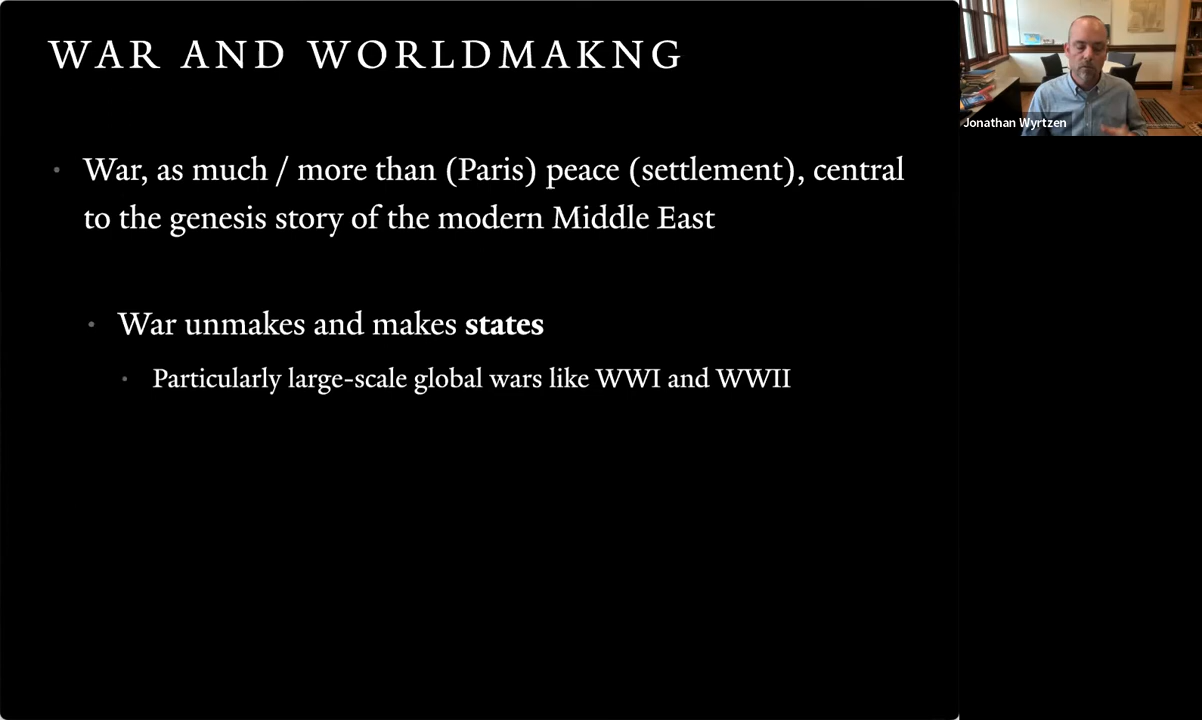 WAR AND WORLDMAKNG
War, as much / more than (Paris) peace (settlement), central
to the genesis story of the modern Middle East
War unmakes and makes states
Particularly large-scale global wars like WWI and WWII
Jonathan Wyrtzen